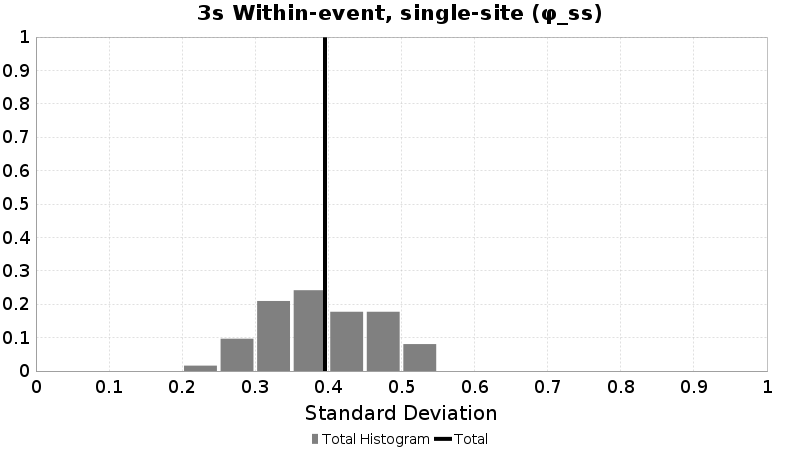 3s Within-event, single-site (φ_ss)
1
0.9
0.8
0.7
0.6
0.5
0.4
0.3
0.2
0.1
0
0 0.1 0.2 0.3 0.4 0.5 0.6 0.7 0.8 0.9 1
Standard Deviation
Total Histogram Total